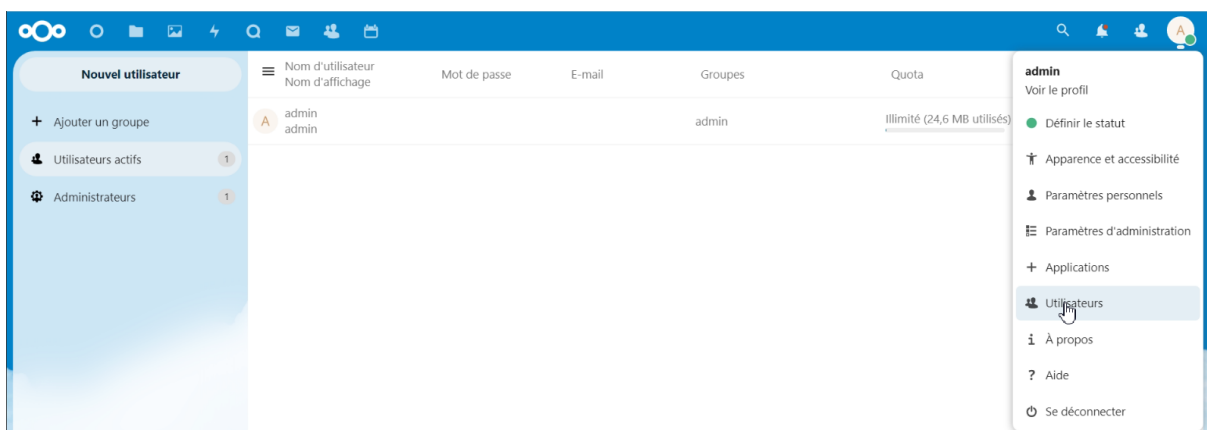 Nouvel utilisateur
Ajouter un groupe
Utilisateurs actifs 1
Administrateurs 1
Nom d'utilisateur
Nom d'affichage
Mot de passe
E-mail
Groupes
Quota
A
admin
admin
admin
Illimité (24,6 MB utilisés)
A
admin
Voir le profil
Définir le statut
Apparence et accessibilité
Paramètres personnels
Paramètres d'administration
Applications
Utilisateurs
À propos
Aide
Se déconnecter